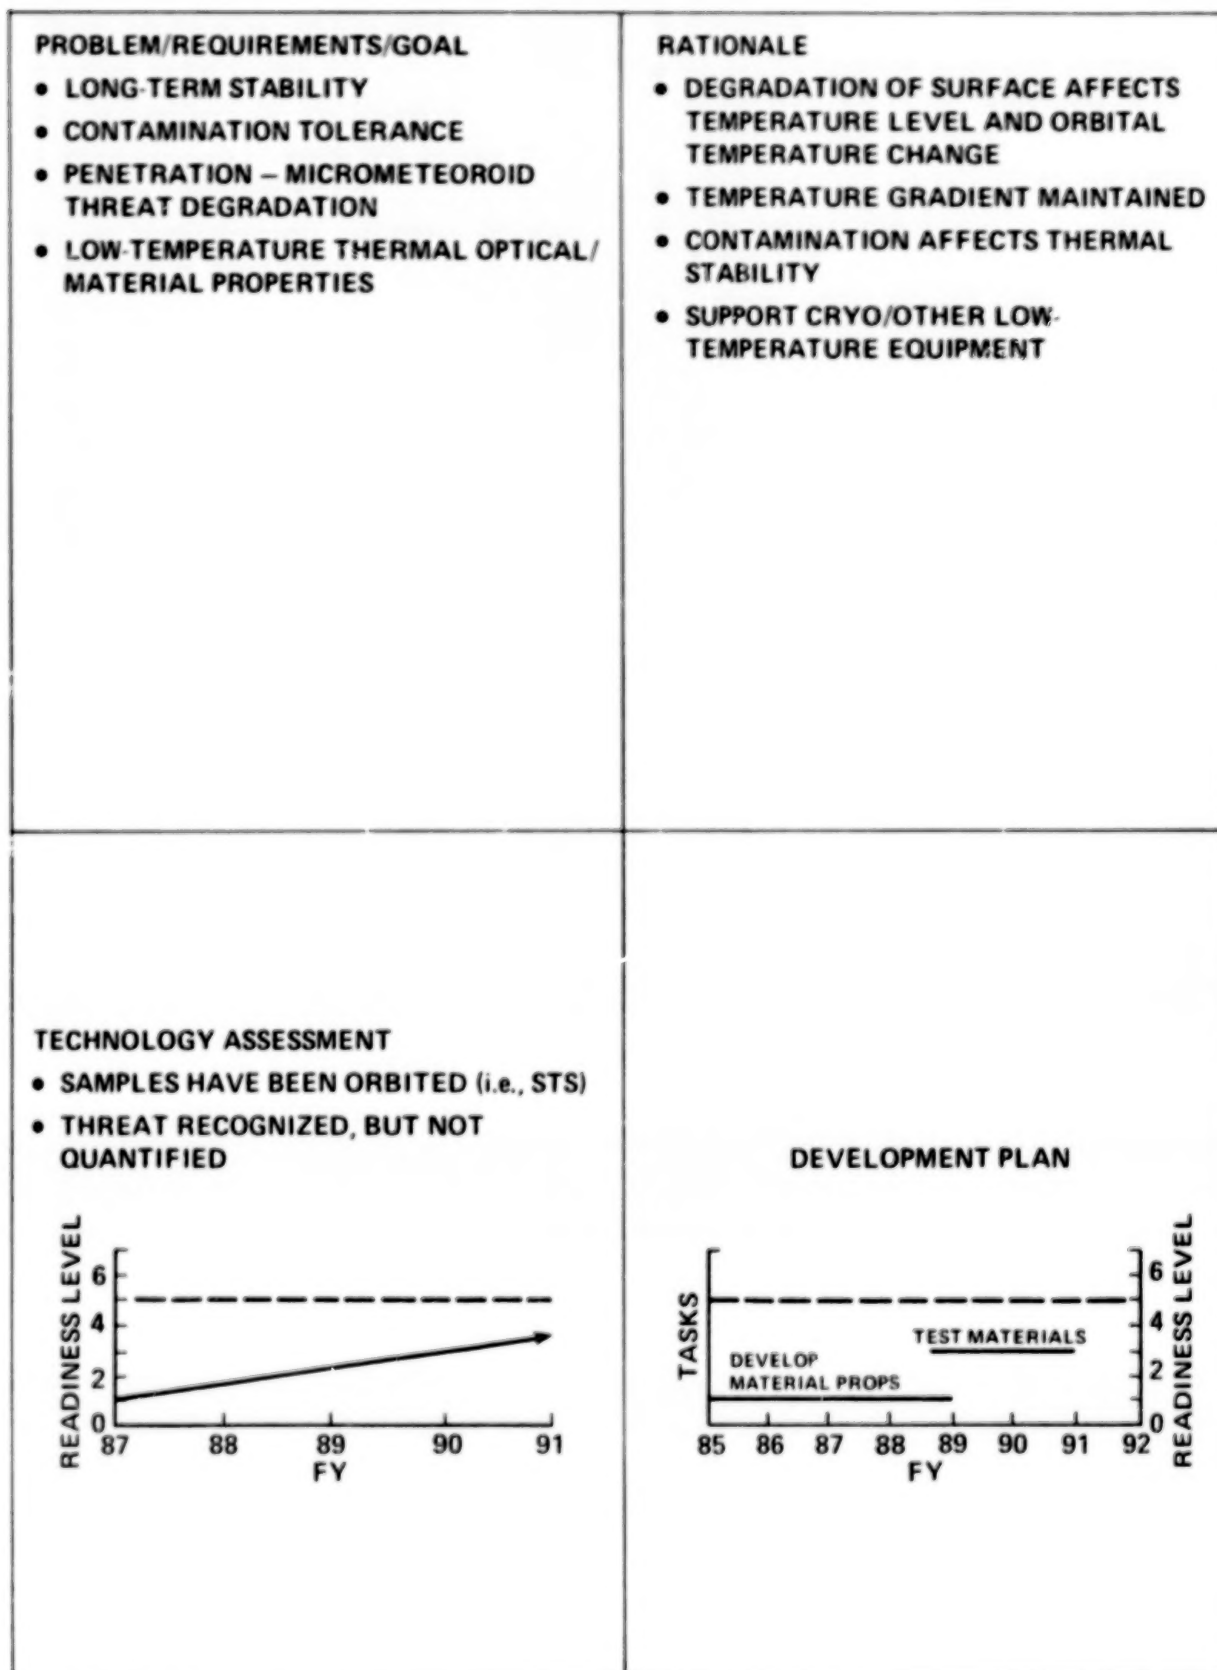 PROBLEM/REQUIREMENTS/GOAL
• LONG-TERM STABILITY
• CONTAMINATION TOLERANCE
• PENETRATION – MICROMETEOROID
THREAT DEGRADATION
• LOW-TEMPERATURE THERMAL OPTICAL/
MATERIAL PROPERTIES
RATIONALE
• DEGRADATION OF SURFACE AFFECTS
TEMPERATURE LEVEL AND ORBITAL
TEMPERATURE CHANGE
• TEMPERATURE GRADIENT MAINTAINED
• CONTAMINATION AFFECTS THERMAL
STABILITY
• SUPPORT CRYO/OTHER LOW-
TEMPERATURE EQUIPMENT
TECHNOLOGY ASSESSMENT
• SAMPLES HAVE BEEN ORBITED (i.e., STS)
• THREAT RECOGNIZED, BUT NOT
QUANTIFIED
READINESS LEVEL
6
4
2
0
87 88 89 90 91
FY
DEVELOPMENT PLAN
TASKS
TEST MATERIALS
DEVELOP
MATERIAL PROPS
6
4
2
0
READINESS LEVEL
85 86 87 88 89 90 91 92
FY